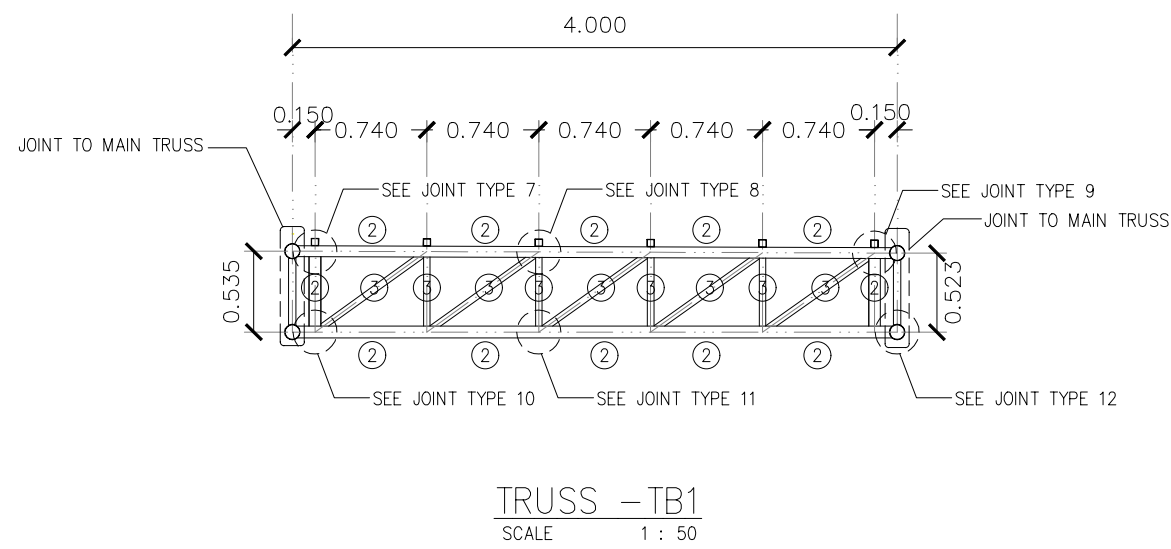 4.000
0.150
0.150
0.740 0.740 0.740 0.740 0.740
JOINT TO MAIN TRUSS
SEE JOINT TYPE 7
SEE JOINT TYPE 8
SEE JOINT TYPE 9
JOINT TO MAIN TRUSS
2 2 2 2 2
0.535
2 3 3 3 3 3 3 3 3 2
0.523
2 2 2 2 2
SEE JOINT TYPE 10
SEE JOINT TYPE 11
SEE JOINT TYPE 12
TRUSS -TB1
SCALE 1 : 50